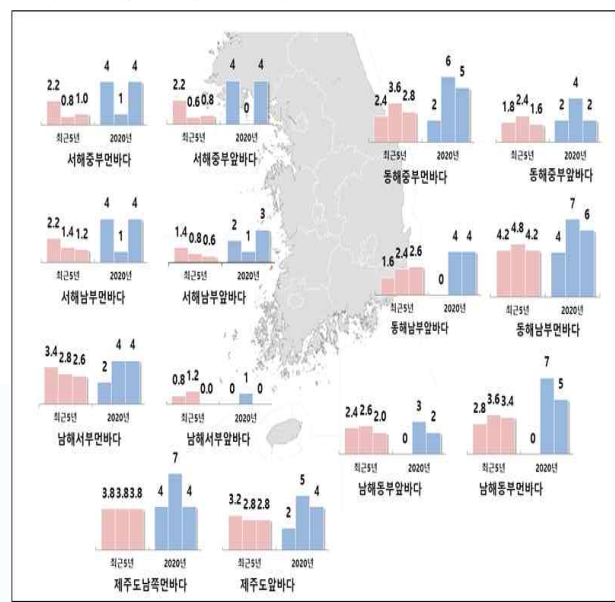 2.2 0.8 1.0 4 1 4
최근5년 2020년
서해중부먼바다
2.2 0.6 0.8 4 0 4
최근5년 2020년
서해중부앞바다
2.4 3.6 2.8 2 6 5
최근5년 2020년
동해중부먼바다
1.8 2.4 1.6 2 4 2
최근5년 2020년
동해중부앞바다
2.2 1.4 1.2 4 1 4
최근5년 2020년
서해남부먼바다
1.4 0.8 0.6 2 1 3
최근5년 2020년
서해남부앞바다
1.6 2.4 2.6 0 4 4
최근5년 2020년
동해남부앞바다
4.2 4.8 4.2 4 7 6
최근5년 2020년
동해남부먼바다
3.4 2.8 2.6 2 4 4
최근5년 2020년
남해서부먼바다
0.8 1.2 0.0 0 1 0
최근5년 2020년
남해서부앞바다
2.4 2.6 2.0 0 3 2
최근5년 2020년
남해동부앞바다
2.8 3.6 3.4 0 7 5
최근5년 2020년
남해동부먼바다
3.8 3.8 3.8 4 7 4
최근5년 2020년
제주도남쪽먼바다
3.2 2.8 2.8 2 5 4
최근5년 2020년
제주도앞바다